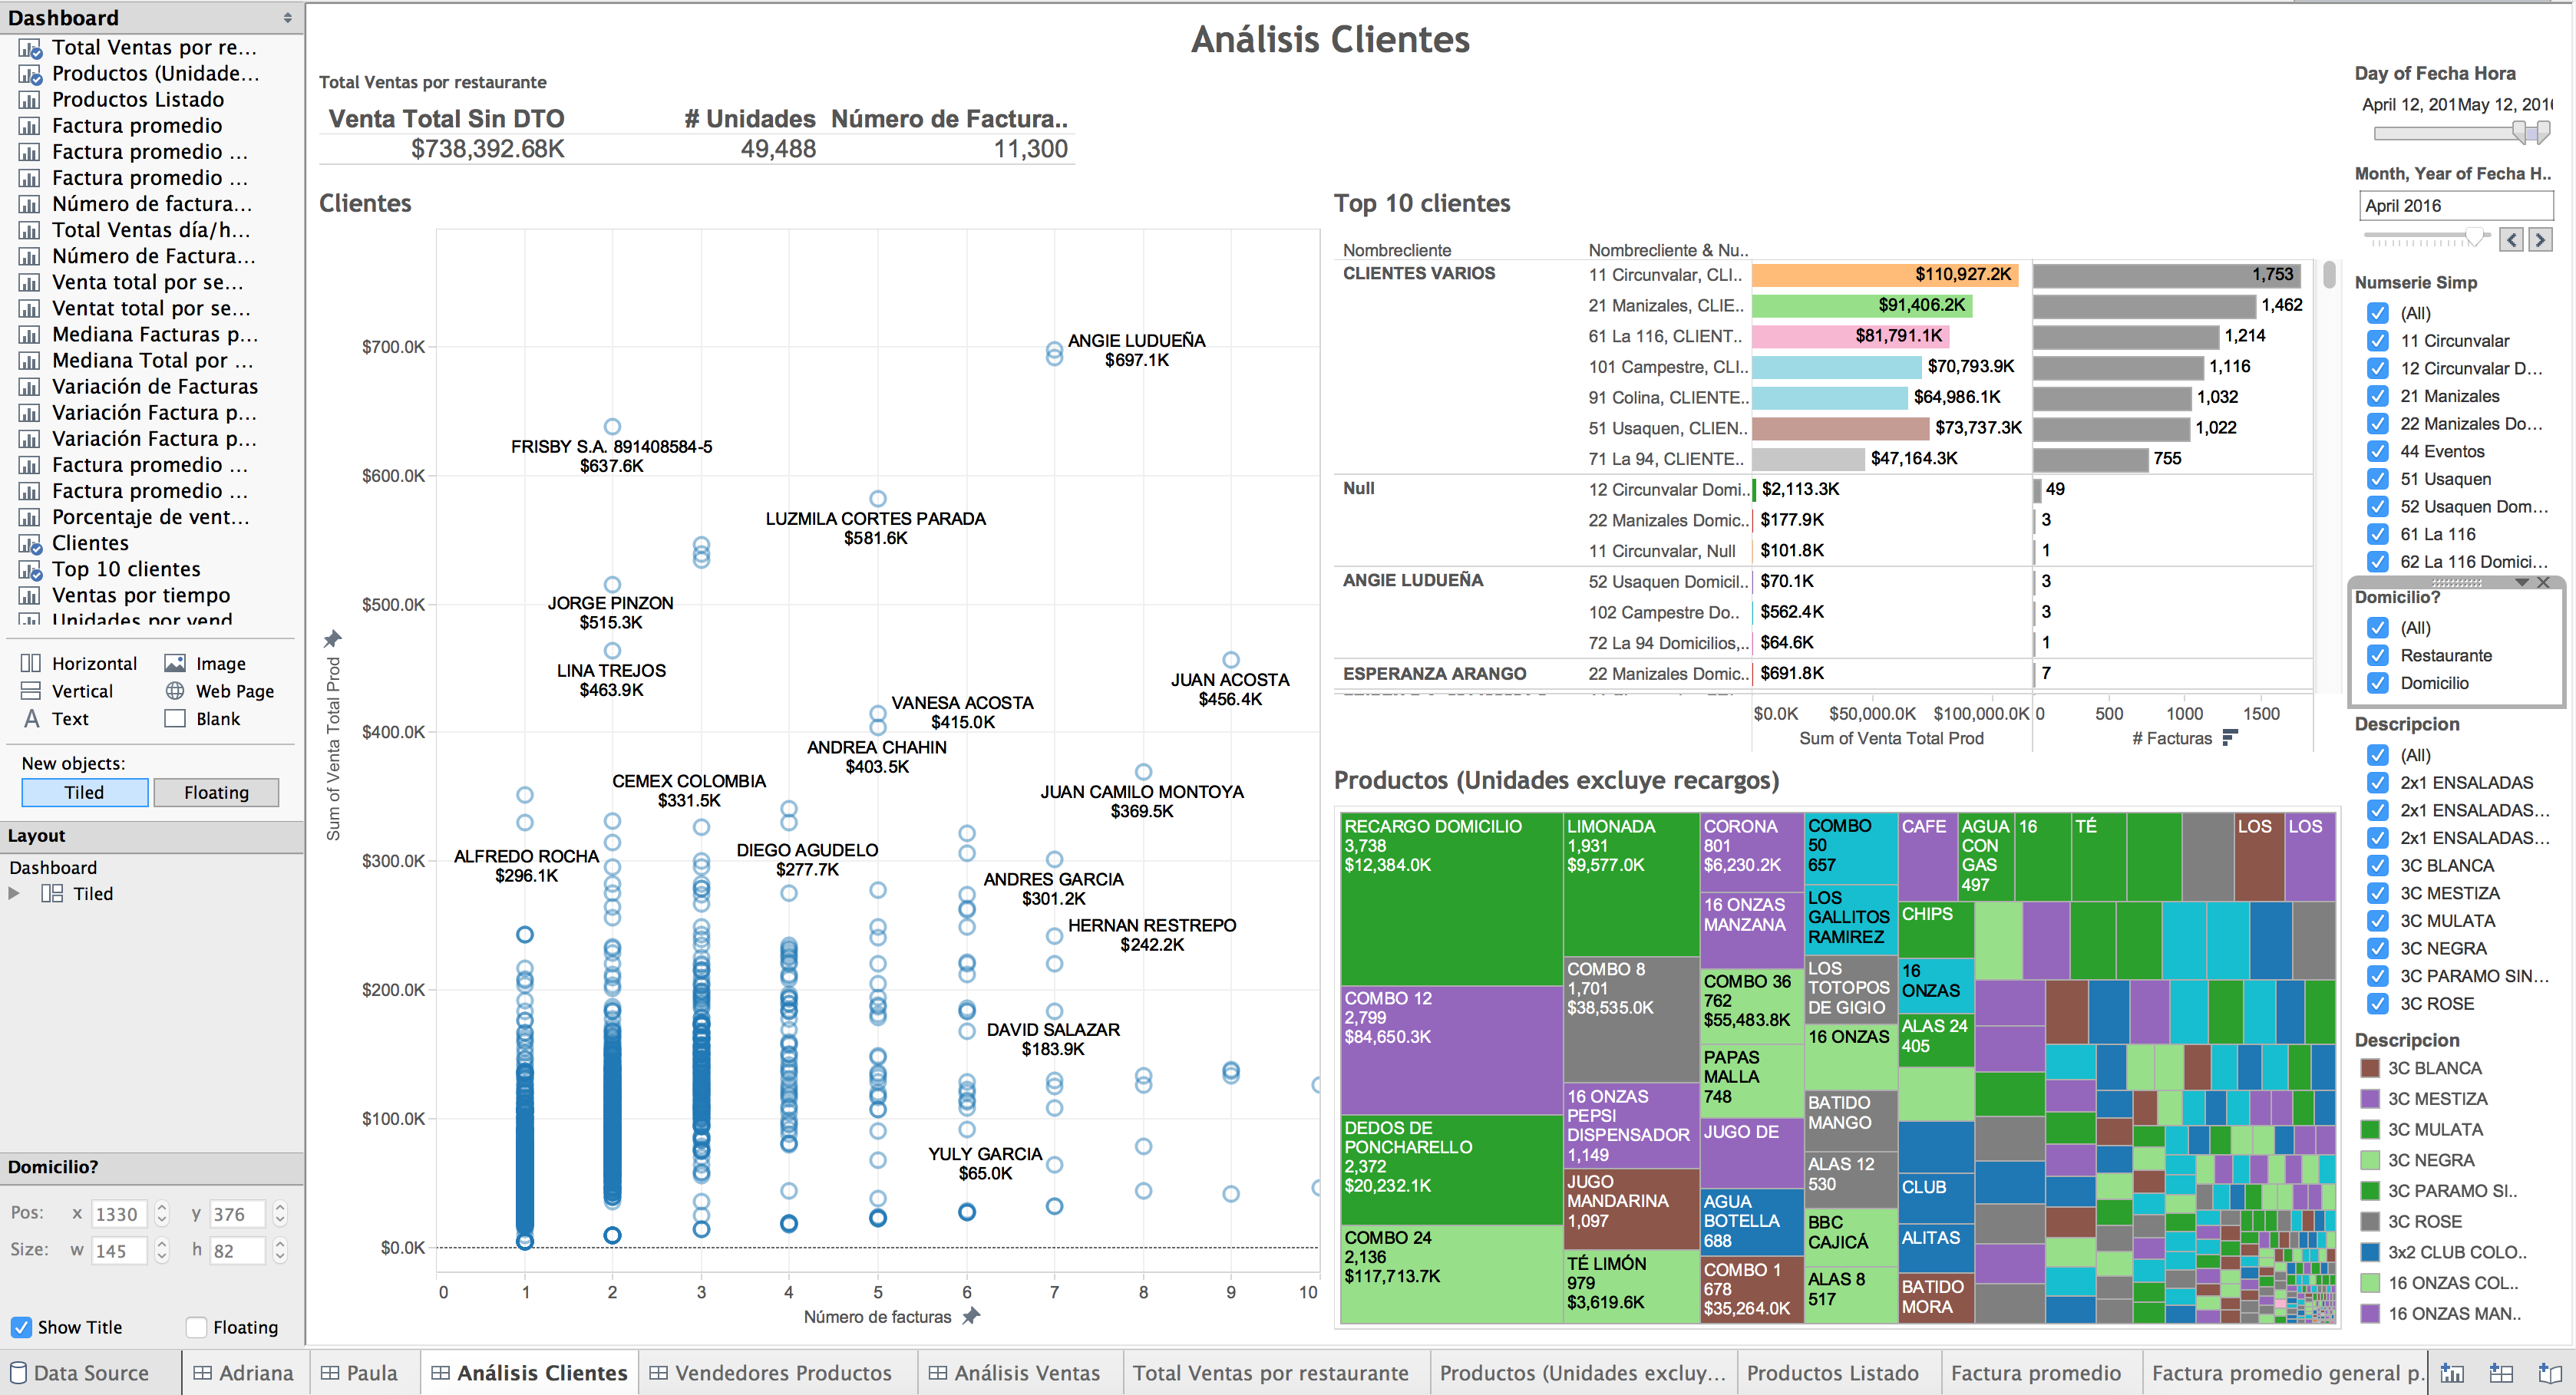 Dashboard
Total Ventas por re...
Productos (Unidade...
Productos Listado
Factura promedio
Factura promedio ...
Factura promedio ...
Número de factura...
Total Ventas día/h...
Número de Factura...
Venta total por se...
Ventat total por se...
Mediana Facturas p...
Mediana Total por ...
Variación de Facturas
Variación Factura p...
Variación Factura p...
Factura promedio ...
Factura promedio ...
Porcentaje de vent...
Clientes
Top 10 clientes
Ventas por tiempo
Unidades por vend
Horizontal Image
Vertical Web Page
Text Blank
New objects:
Tiled Floating
Layout
Dashboard
Tiled
Domicilio?
Pos: x 1330 y 376
Size: w 145 h 82
Show Title Floating
Análisis Clientes
Total Ventas por restaurante
Venta Total Sin DTO # Unidades Número de Factura..
$738,392.68K 49,488 11,300
Clientes
$700.0K
$600.0K
$500.0K
$400.0K
$300.0K
$200.0K
$100.0K
$0.0K
Sum of Venta Total Prod
ANGIE LUDUEÑA
$697.1K
FRISBY S.A. 891408584-5
$637.6K
LUZMILA CORTES PARADA
$581.6K
JORGE PINZON
$515.3K
LINA TREJOS
$463.9K
JUAN ACOSTA
$456.4K
VANESA ACOSTA
$415.0K
ANDREA CHAHIN
$403.5K
CEMEX COLOMBIA
$331.5K
JUAN CAMILO MONTOYA
$369.5K
ALFREDO ROCHA
$296.1K
DIEGO AGUDELO
$277.7K
ANDRES GARCIA
$301.2K
HERNAN RESTREPO
$242.2K
DAVID SALAZAR
$183.9K
YULY GARCIA
$65.0K
0 1 2 3 4 5 6 7 8 9 10
Número de facturas
Top 10 clientes
Nombrecliente Nombrecliente & Nu..
CLIENTES VARIOS 11 Circunvalar, CLI.. $110,927.2K 1,753
21 Manizales, CLIE.. $91,406.2K 1,462
61 La 116, CLIENT.. $81,791.1K 1,214
101 Campestre, CLI.. $70,793.9K 1,116
91 Colina, CLIENTE.. $64,986.1K 1,032
51 Usaquen, CLIEN.. $73,737.3K 1,022
71 La 94, CLIENTE.. $47,164.3K 755
Null 12 Circunvalar Domi.. $2,113.3K 49
22 Manizales Domic.. $177.9K 3
11 Circunvalar, Null $101.8K 1
ANGIE LUDUEÑA 52 Usaquen Domicil.. $70.1K 3
102 Campestre Do.. $562.4K 3
72 La 94 Domicilios,.. $64.6K 1
ESPERANZA ARANGO 22 Manizales Domic.. $691.8K 7
$0.0K $50,000.0K $100,000.0K 0 500 1000 1500
Sum of Venta Total Prod # Facturas
Productos (Unidades excluye recargos)
RECARGO DOMICILIO
3,738
$12,384.0K
COMBO 12
2,799
$84,650.3K
DEDOS DE
PONCHARELLO
2,372
$20,232.1K
COMBO 24
2,136
$117,713.7K
LIMONADA
1,931
$9,577.0K
COMBO 8
1,701
$38,535.0K
16 ONZAS
PEPSI
DISPENSADOR
1,149
JUGO
MANDARINA
1,097
TÉ LIMÓN
979
$3,619.6K
CORONA
801
$6,230.2K
16 ONZAS
MANZANA
COMBO 36
762
$55,483.8K
PAPAS
MALLA
748
JUGO DE
AGUA
BOTELLA
688
COMBO 1
678
$35,264.0K
COMBO
50
657
LOS
GALLITOS
RAMIREZ
LOS
TOTOPOS
DE GIGIO
16 ONZAS
BATIDO
MANGO
ALAS 12
530
BBC
CAJICÁ
ALAS 8
517
CAFE
CHIPS
16
ONZAS
ALAS 24
405
CLUB
ALITAS
BATIDO
MORA
AGUA
CON
GAS
497
16
TÉ
LOS
LOS
Day of Fecha Hora
April 12, 201 May 12, 201
Month, Year of Fecha H..
April 2016
Numserie Simp
(All)
11 Circunvalar
12 Circunvalar D...
21 Manizales
22 Manizales Do...
44 Eventos
51 Usaquen
52 Usaquen Dom...
61 La 116
62 La 116 Domici...
Domicilio?
(All)
Restaurante
Domicilio
Descripcion
(All)
2x1 ENSALADAS
2x1 ENSALADAS...
2x1 ENSALADAS...
3C BLANCA
3C MESTIZA
3C MULATA
3C NEGRA
3C PARAMO SIN...
3C ROSE
Descripcion
3C BLANCA
3C MESTIZA
3C MULATA
3C NEGRA
3C PARAMO SI..
3C ROSE
3x2 CLUB COLO..
16 ONZAS COL..
16 ONZAS MAN..
Data Source Adriana Paula Análisis Clientes Vendedores Productos Análisis Ventas Total Ventas por restaurante Productos (Unidades excluy... Productos Listado Factura promedio Factura promedio general p.